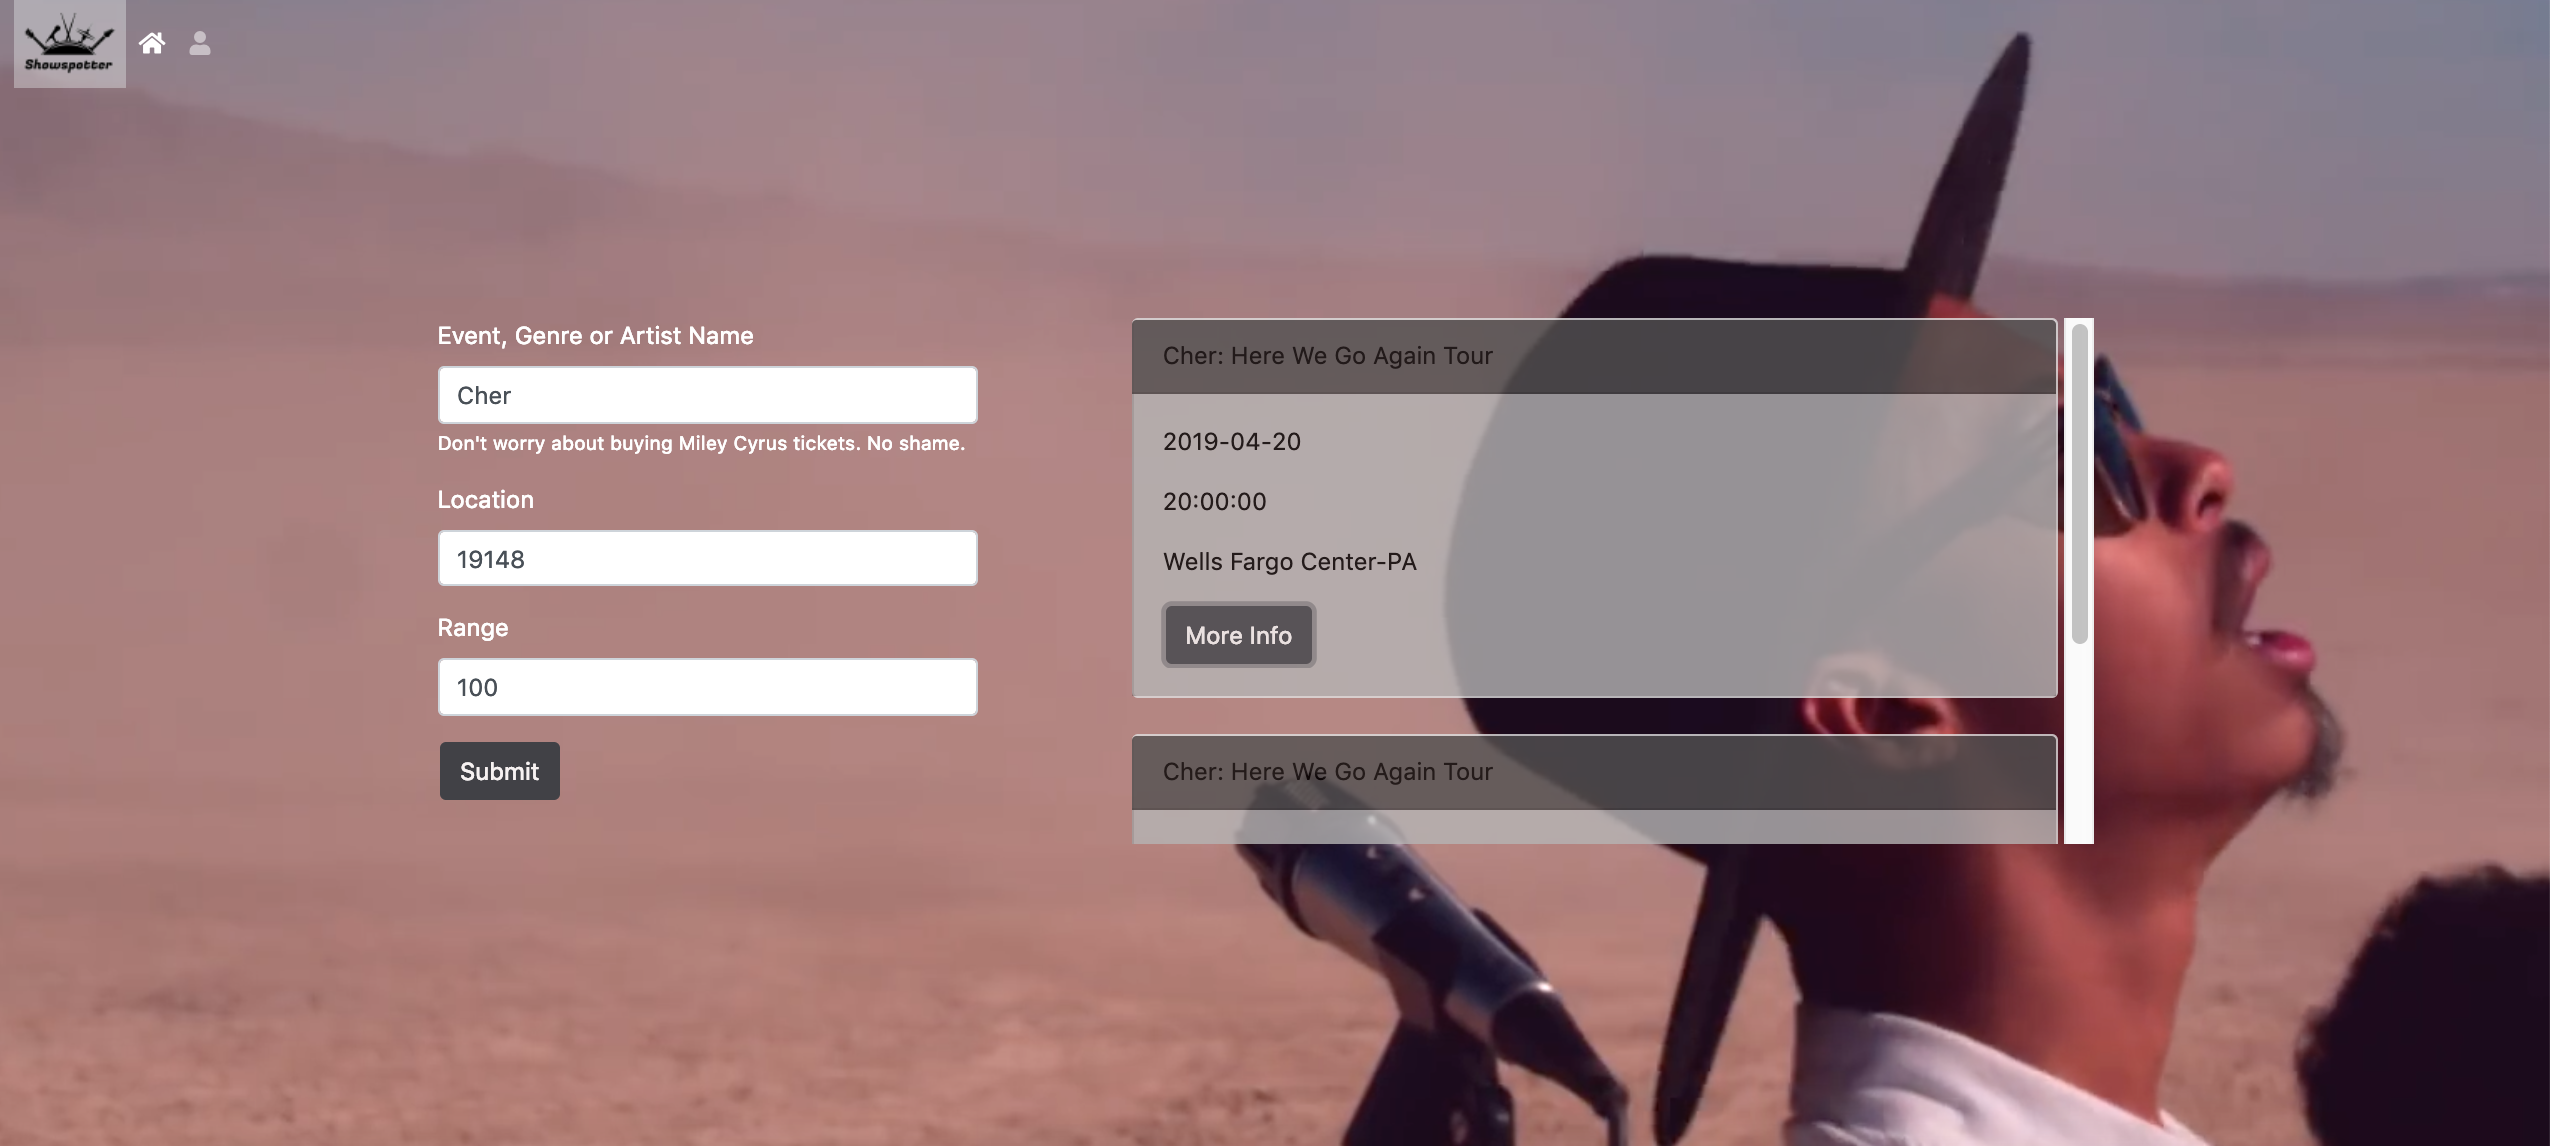 Showspotter
Event, Genre or Artist Name
Cher
Don't worry about buying Miley Cyrus tickets. No shame.
Location
19148
Range
100
Submit
Cher: Here We Go Again Tour
2019-04-20
20:00:00
Wells Fargo Center-PA
More Info
Cher: Here We Go Again Tour